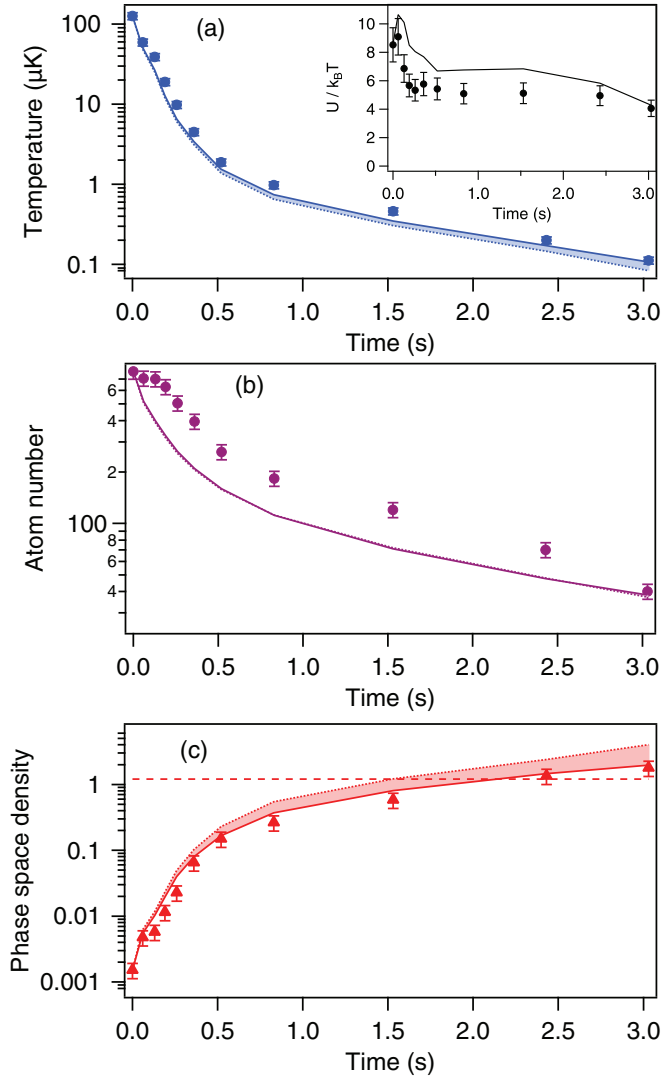 (a)
Temperature (µK)
100
10
1
0.1
U / kBT
10
8
6
4
2
0
0.0 1.0 2.0 3.0
Time (s)
0.0 0.5 1.0 1.5 2.0 2.5 3.0
Time (s)
(b)
Atom number
6
4
2
100
8
6
4
0.0 0.5 1.0 1.5 2.0 2.5 3.0
Time (s)
(c)
Phase space density
1
0.1
0.01
0.001
0.0 0.5 1.0 1.5 2.0 2.5 3.0
Time (s)